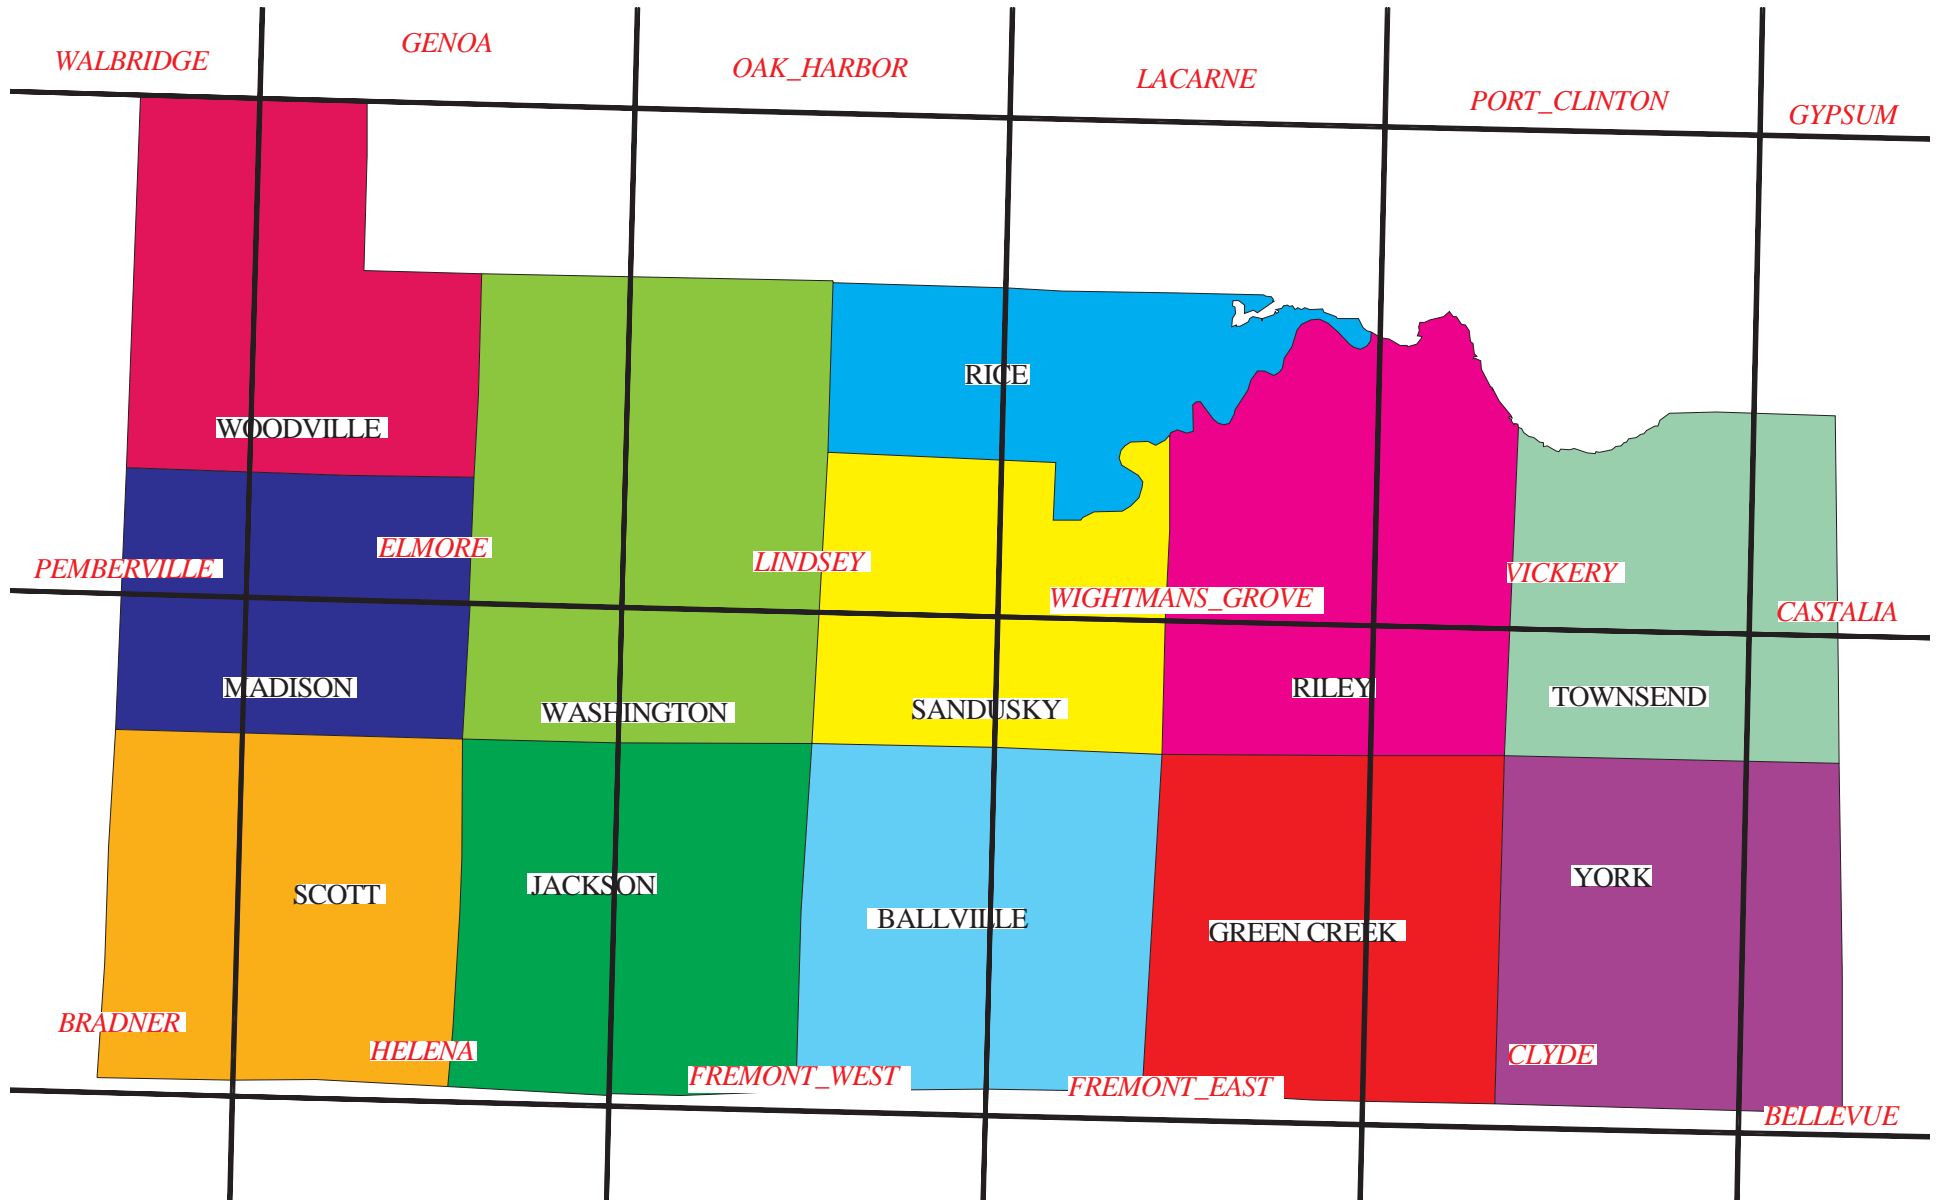 WALBRIDGE
GENOA
OAK_HARBOR
LACARNE
PORT_CLINTON
GYPSUM
RICE
WOODVILLE
PEMBERVILLE
ELMORE
LINDSEY
WIGHTMANS_GROVE
VICKERY
CASTALIA
MADISON
WASHINGTON
SANDUSKY
RILEY
TOWNSEND
SCOTT
JACKSON
BALLVILLE
GREEN CREEK
YORK
BRADNER
HELENA
FREMONT_WEST
FREMONT_EAST
CLYDE
BELLEVUE